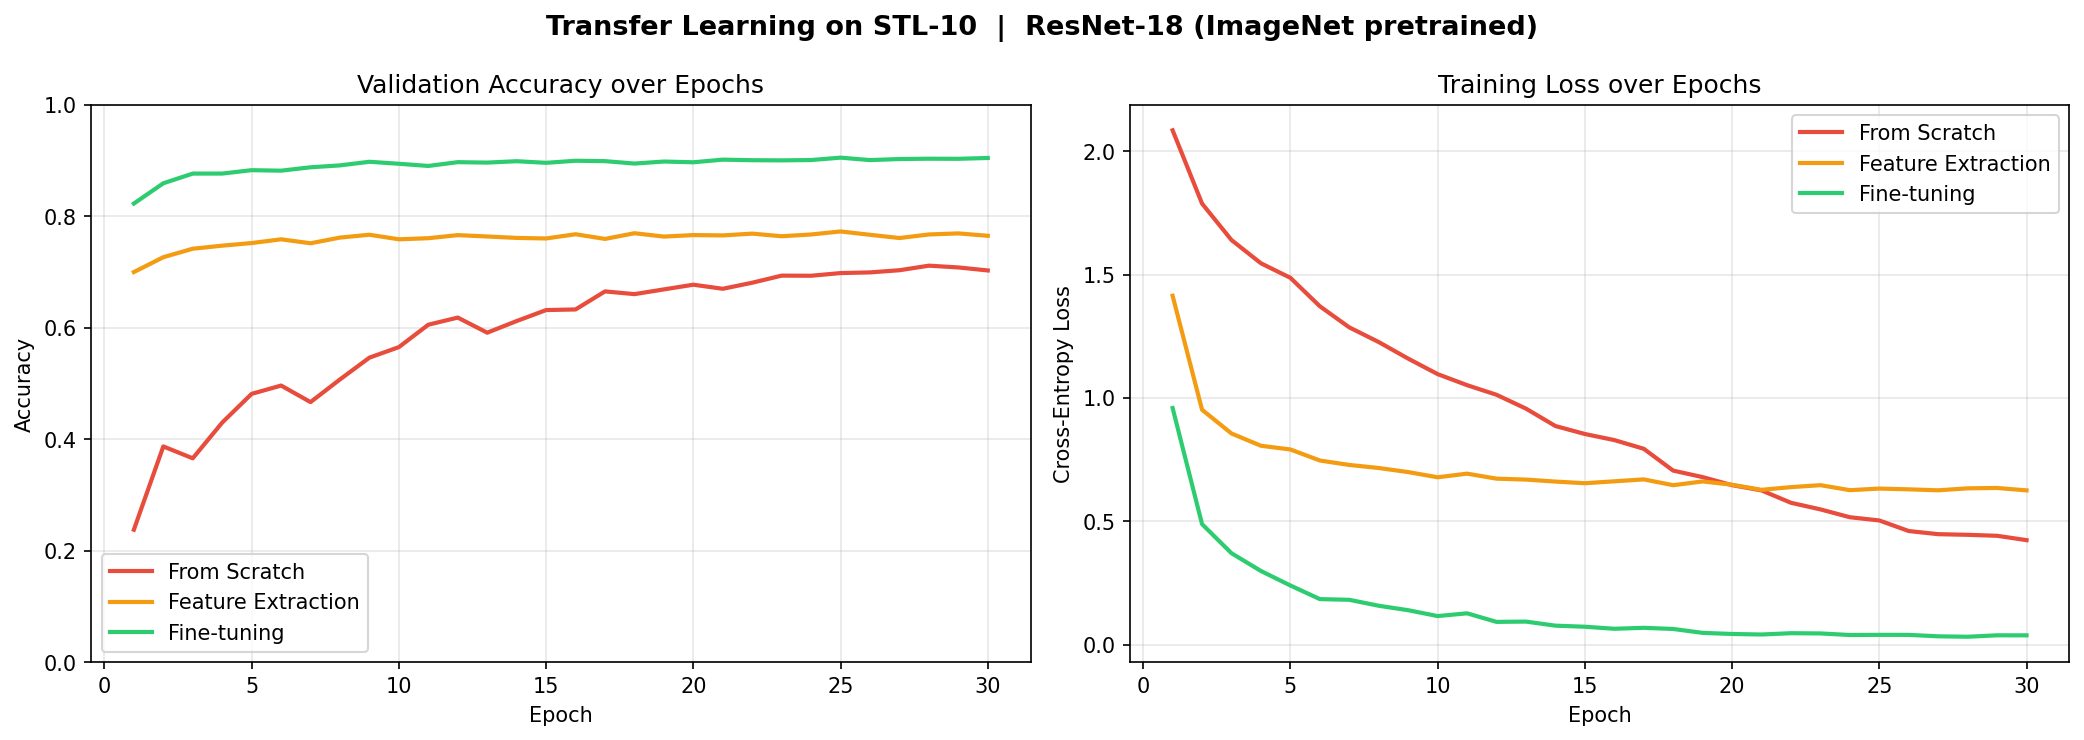 Transfer Learning on STL-10 | ResNet-18 (ImageNet pretrained)
Validation Accuracy over Epochs
Accuracy
1.0
0.8
0.6
0.4
0.2
0.0
From Scratch
Feature Extraction
Fine-tuning
0 5 10 15 20 25 30
Epoch
Training Loss over Epochs
Cross-Entropy Loss
2.0
1.5
1.0
0.5
0.0
From Scratch
Feature Extraction
Fine-tuning
0 5 10 15 20 25 30
Epoch